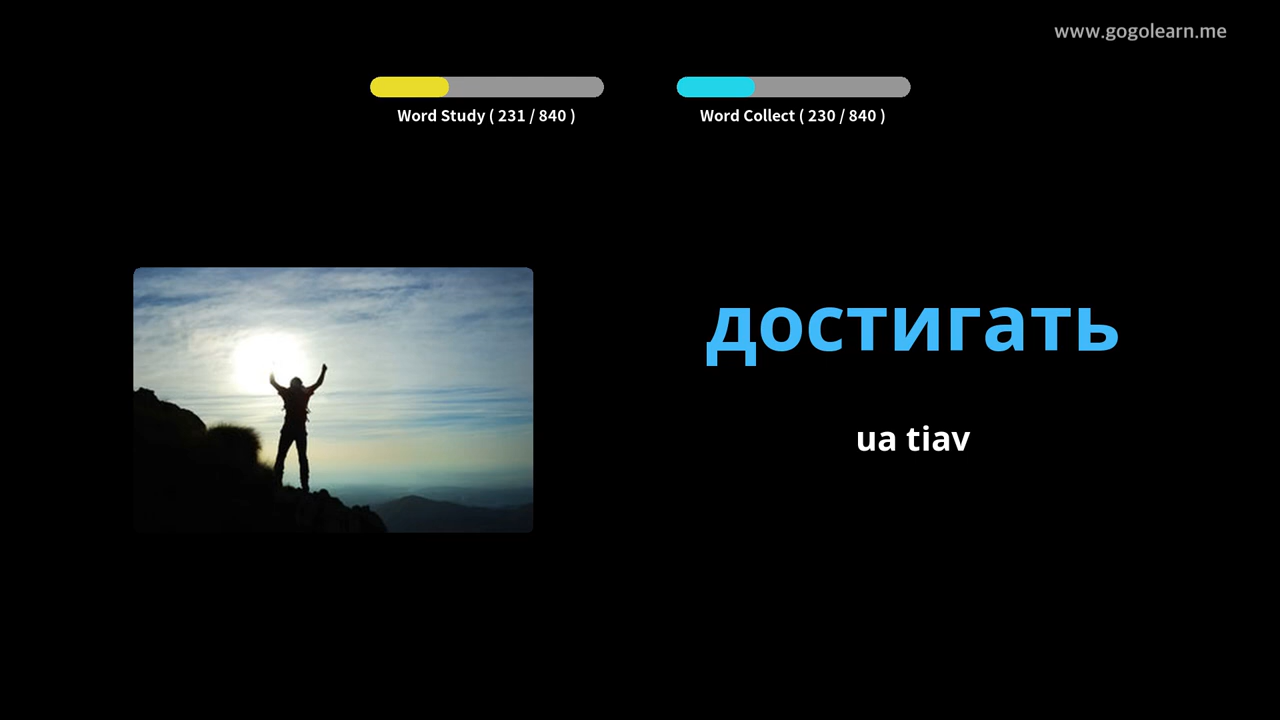 www.gogolearn.me
Word Study ( 231 / 840 )
Word Collect ( 230 / 840 )
достигать
ua tiav